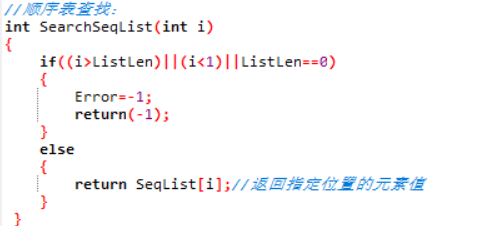 //顺序表查找：
int SearchSeqList(int i)
{
if((i>ListLen)||(i<1)||ListLen==0)
{
Error=-1;
return(-1);
}
else
{
return SeqList[i];//返回指定位置的元素值
}
}